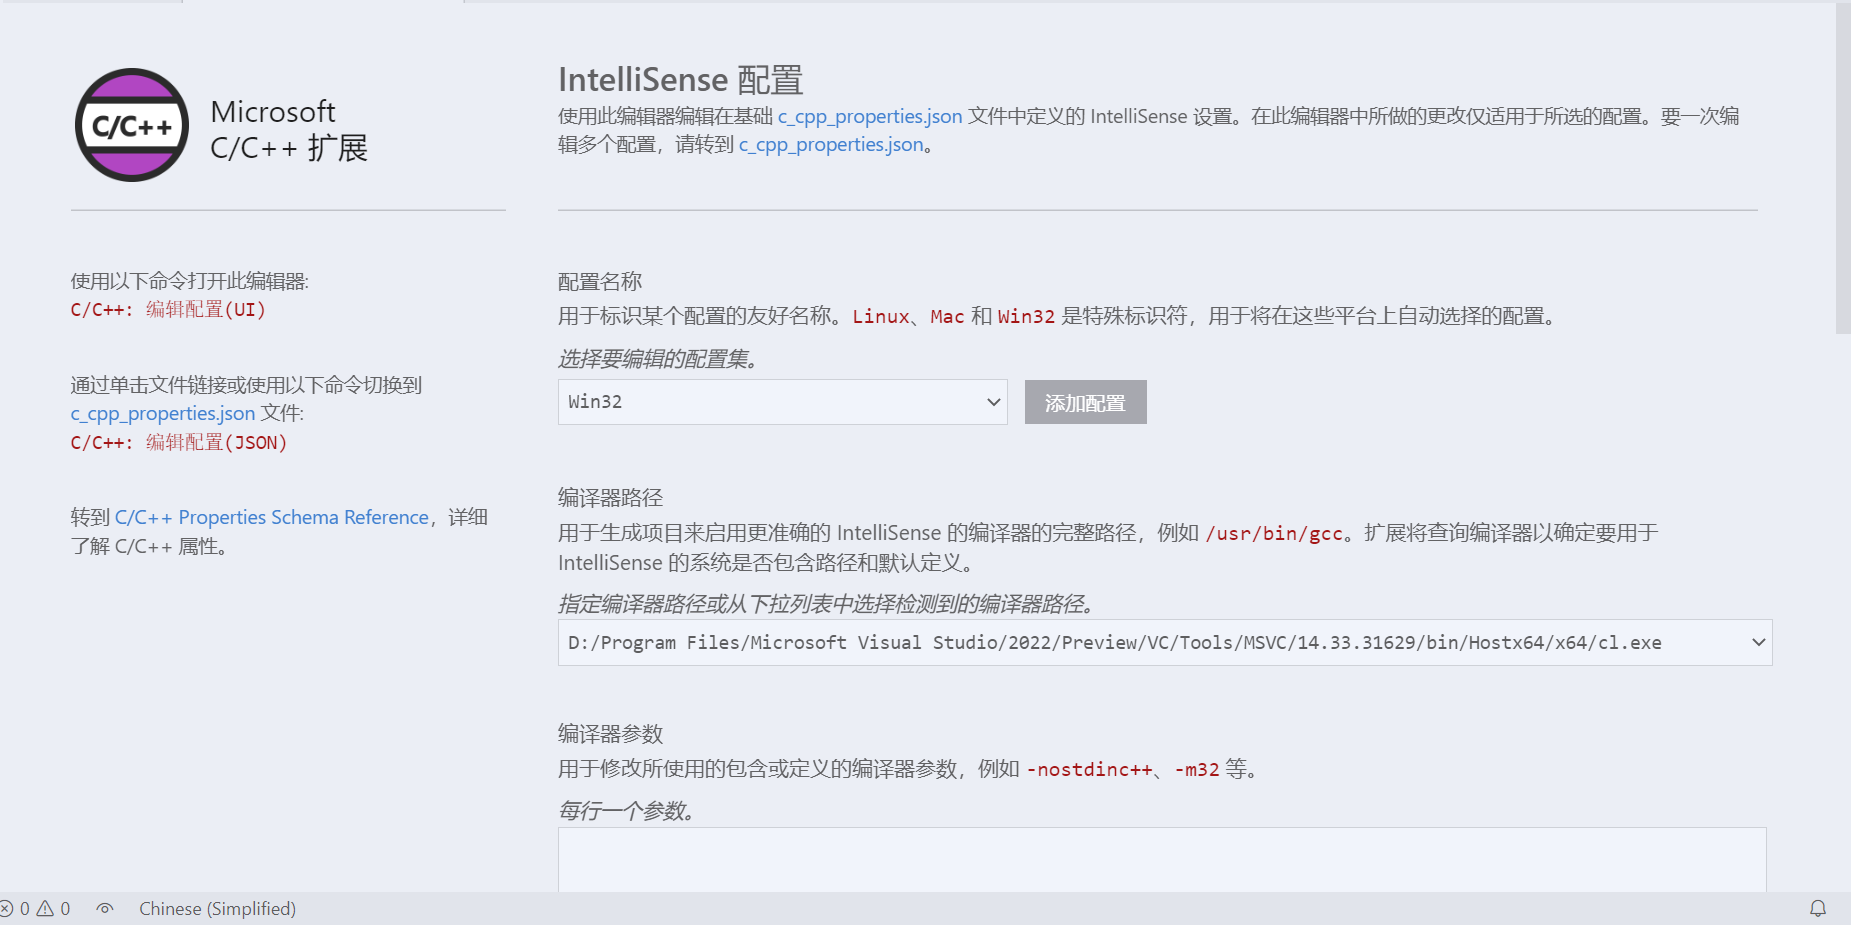 C/C++
Microsoft
C/C++ 扩展
IntelliSense 配置
使用此编辑器编辑在基础 c_cpp_properties.json 文件中定义的 IntelliSense 设置。在此编辑器中所做的更改仅适用于所选的配置。要一次编
辑多个配置，请转到 c_cpp_properties.json。
使用以下命令打开此编辑器:
C/C++: 编辑配置(UI)
通过单击文件链接或使用以下命令切换到
c_cpp_properties.json 文件:
C/C++: 编辑配置(JSON)
转到 C/C++ Properties Schema Reference，详细
了解 C/C++ 属性。
配置名称
用于标识某个配置的友好名称。Linux、Mac 和 Win32 是特殊标识符，用于将在这些平台上自动选择的配置。
选择要编辑的配置集。
Win32
添加配置
编译器路径
用于生成项目来启用更准确的 IntelliSense 的编译器的完整路径，例如 /usr/bin/gcc。扩展将查询编译器以确定要用于
IntelliSense 的系统是否包含路径和默认定义。
指定编译器路径或从下拉列表中选择检测到的编译器路径。
D:/Program Files/Microsoft Visual Studio/2022/Preview/VC/Tools/MSVC/14.33.31629/bin/Hostx64/x64/cl.exe
编译器参数
用于修改所使用的包含或定义的编译器参数，例如 -nostdinc++、-m32 等。
每行一个参数。
0 0 Chinese (Simplified)